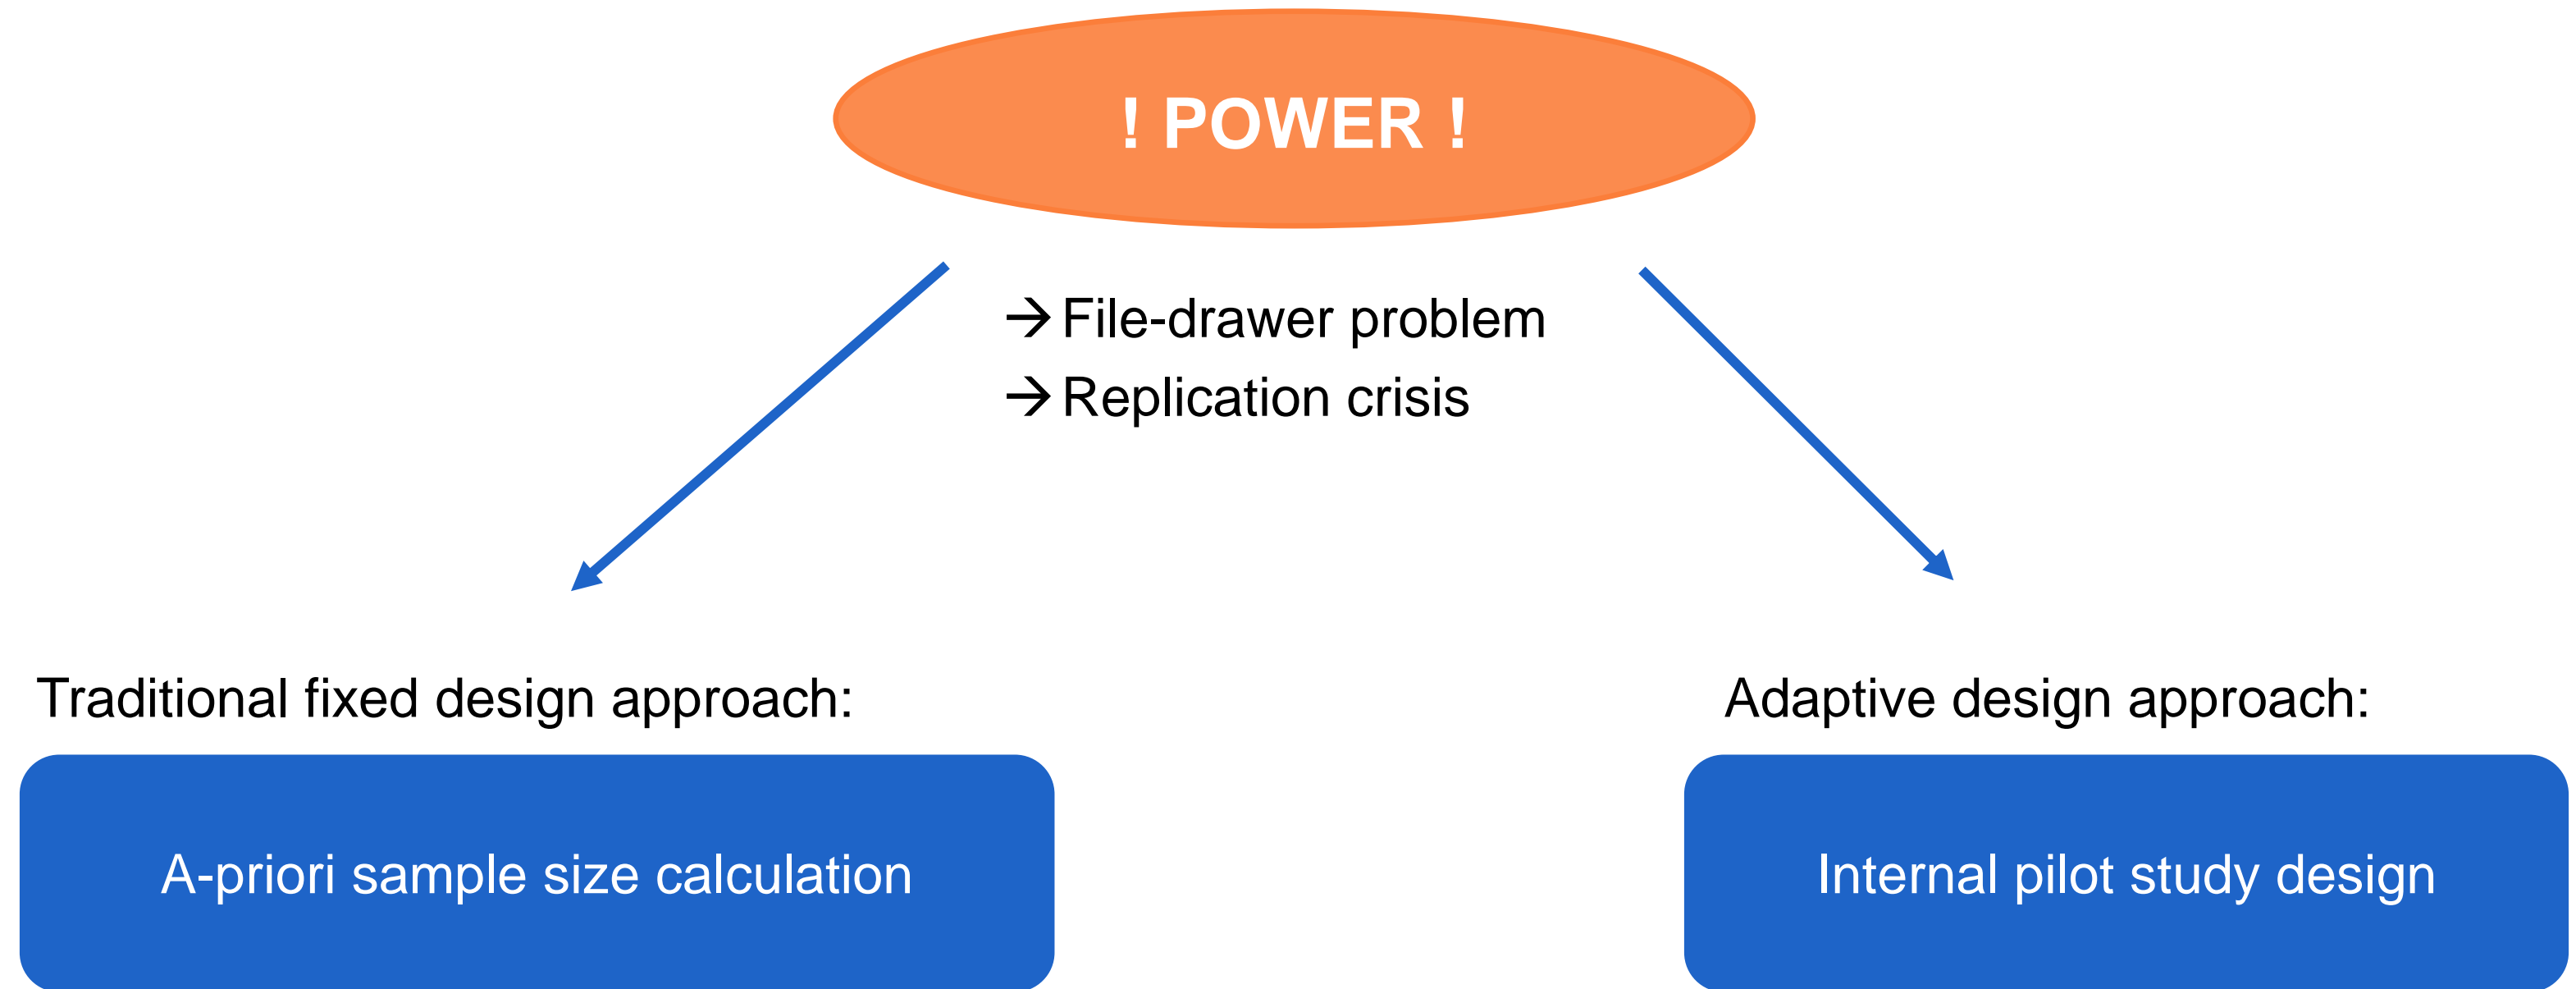 ! POWER !
→ File-drawer problem
→ Replication crisis
Traditional fixed design approach:
A-priori sample size calculation
Adaptive design approach:
Internal pilot study design